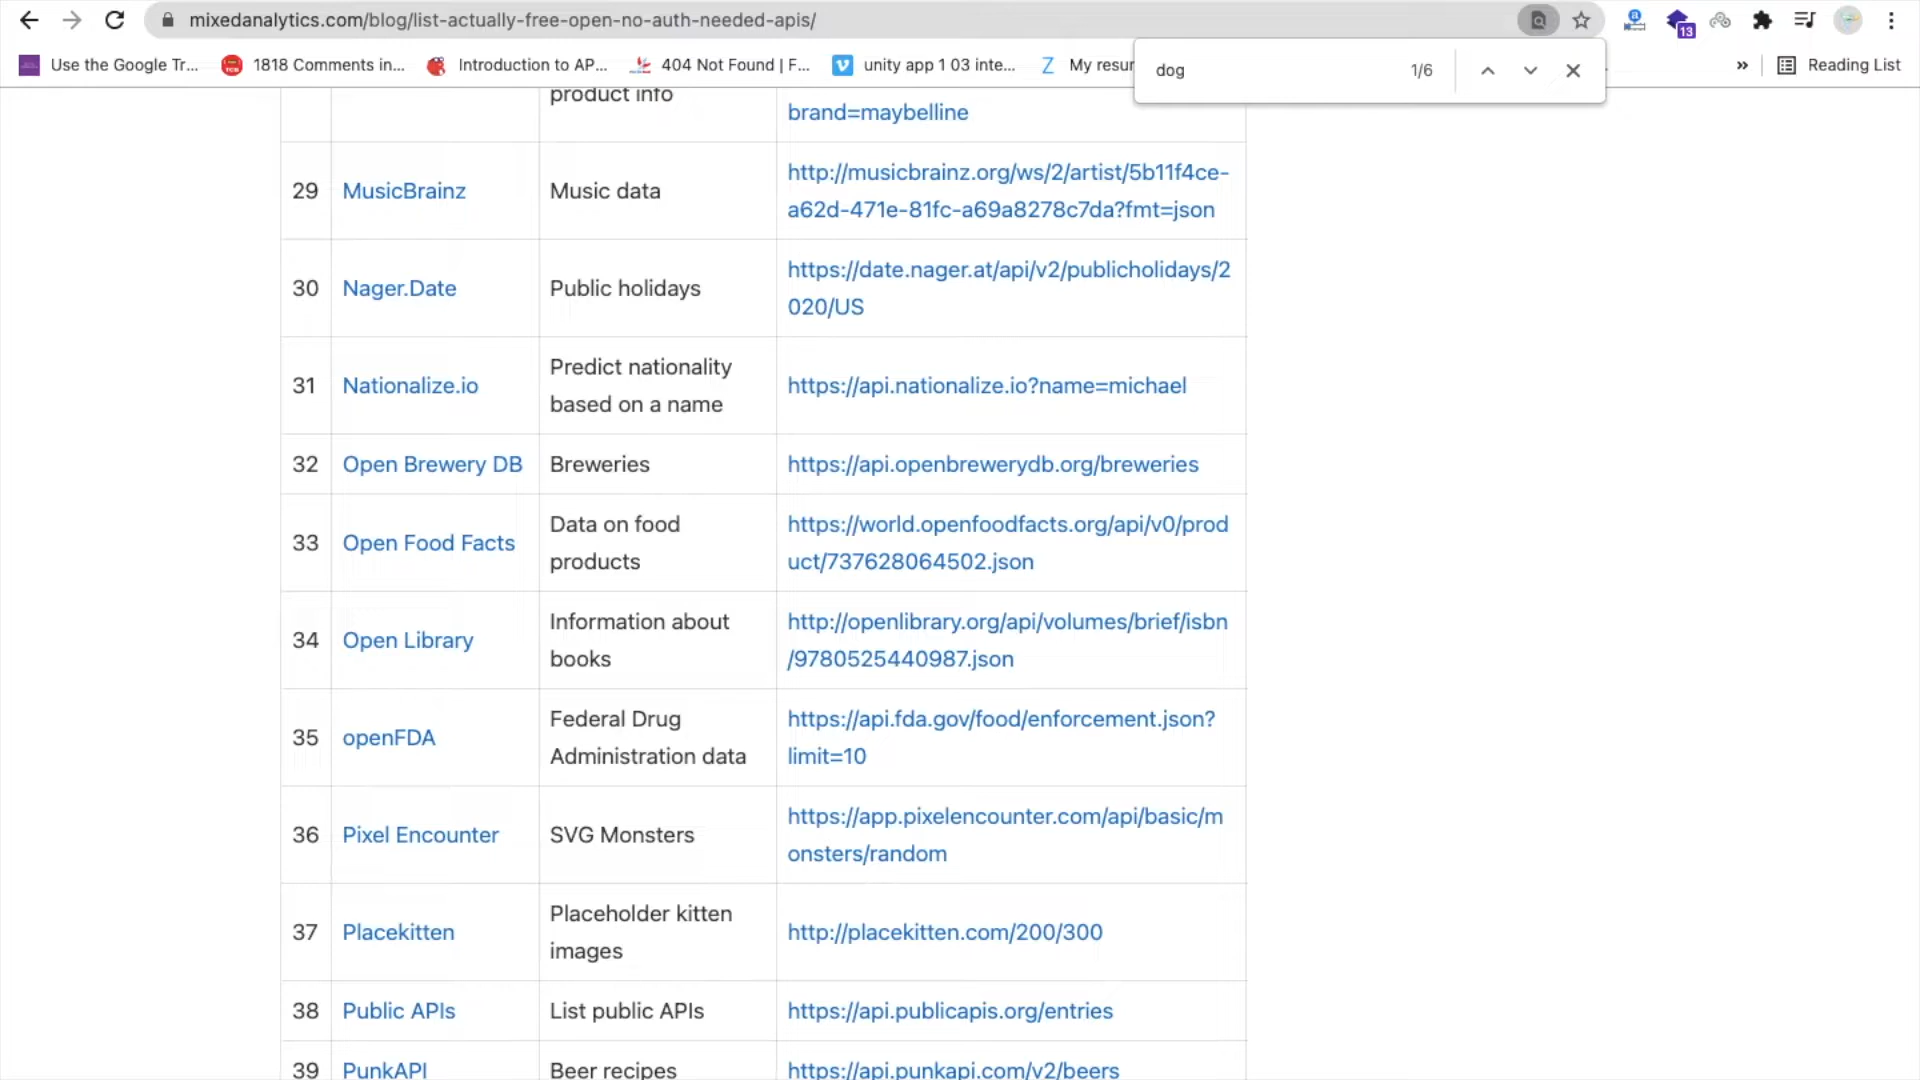 mixedanalytics.com/blog/list-actually-free-open-no-auth-needed-apis/
13
Use the Google Tr...
1818 Comments in...
Introduction to AP...
404 Not Found | F...
unity app 1 03 inte...
My resur
dog
1/6
»
Reading List
product info
brand=maybelline
29
MusicBrainz
Music data
http://musicbrainz.org/ws/2/artist/5b11f4ce-
a62d-471e-81fc-a69a8278c7da?fmt=json
30
Nager.Date
Public holidays
https://date.nager.at/api/v2/publicholidays/2
020/US
31
Nationalize.io
Predict nationality
based on a name
https://api.nationalize.io?name=michael
32
Open Brewery DB
Breweries
https://api.openbrewerydb.org/breweries
33
Open Food Facts
Data on food
products
https://world.openfoodfacts.org/api/v0/prod
uct/737628064502.json
34
Open Library
Information about
books
http://openlibrary.org/api/volumes/brief/isbn
/9780525440987.json
35
openFDA
Federal Drug
Administration data
https://api.fda.gov/food/enforcement.json?
limit=10
36
Pixel Encounter
SVG Monsters
https://app.pixelencounter.com/api/basic/m
onsters/random
37
Placekitten
Placeholder kitten
images
http://placekitten.com/200/300
38
Public APIs
List public APIs
https://api.publicapis.org/entries
39
PunkAPI
Beer recipes
https://api.punkapi.com/v2/beers